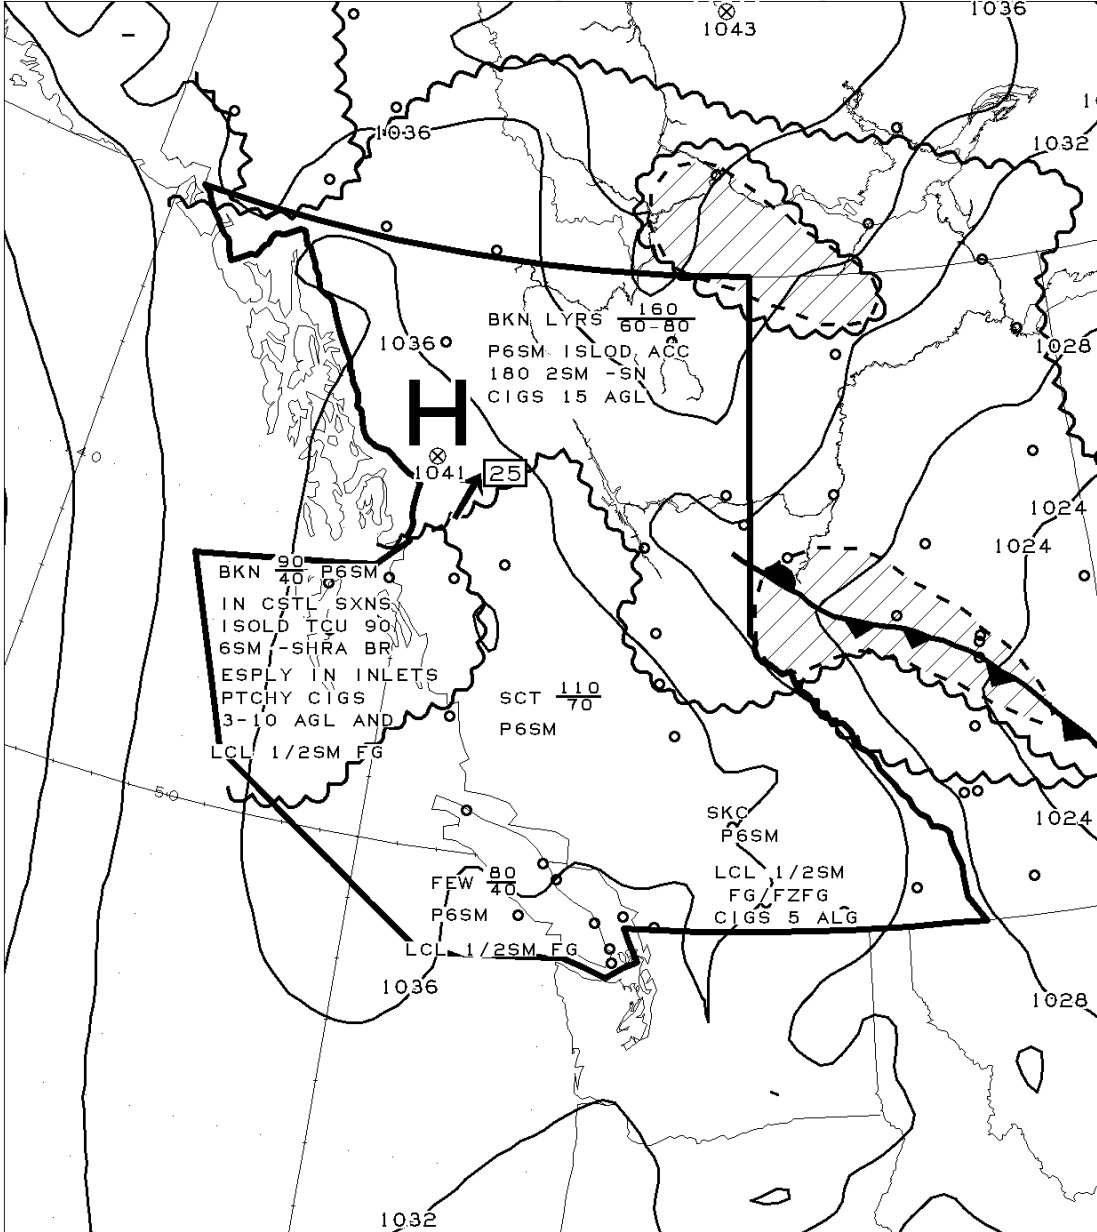 1036
1043
1036
1032
BKN LYRS 160
60-80
P6SM ISLOD ACC
180 2SM -SN
CIGS 15 AGL
1036
1028
H
1041
25
40
1024
1024
BKN 90
40 P6SM
IN CSTL SXNS
ISOLD TCU 90
6SM -SHRA BR
ESPLY IN INLETS
PTCHY CIGS
3-10 AGL AND
LCL 1/2SM FG
SCT 110
70
P6SM
50
SKC
P6SM
LCL 1/2SM
FG/FZFG
CIGS 5 ALG
1024
FEW 80
40
P6SM
LCL 1/2SM FG
1036
1028
1032